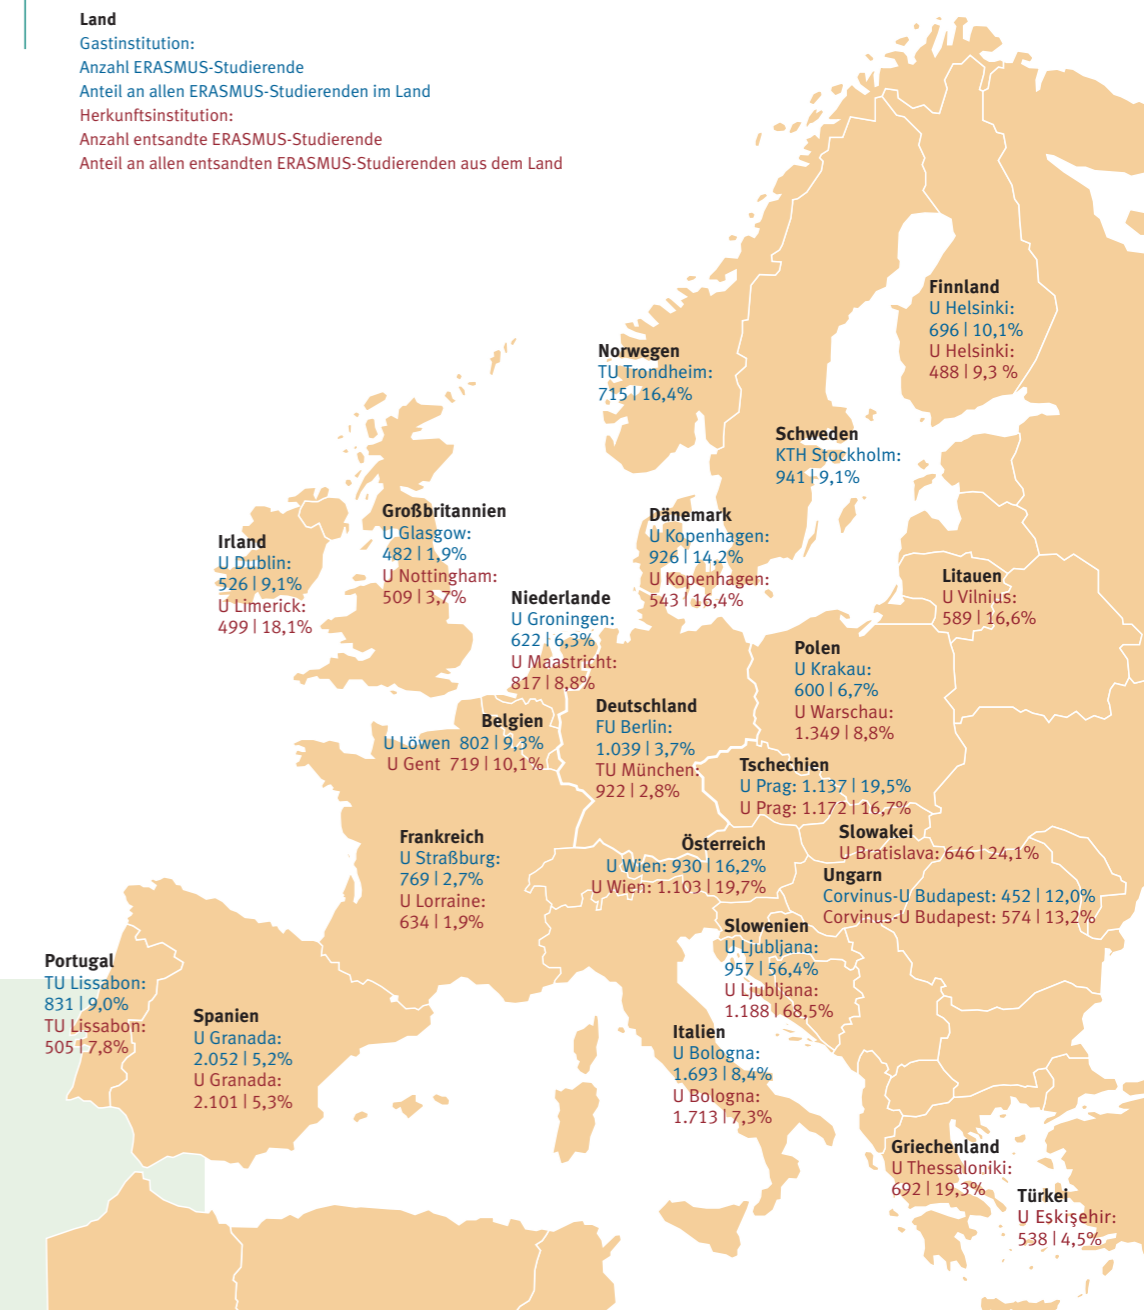 Land
Gastinstitution:
Anzahl ERASMUS-Studierende
Anteil an allen ERASMUS-Studierenden im Land
Herkunftsinstitution:
Anzahl entsandte ERASMUS-Studierende
Anteil an allen entsandten ERASMUS-Studierenden aus dem Land
Finnland
U Helsinki:
696 | 10,1%
U Helsinki:
488 | 9,3 %
Norwegen
TU Trondheim:
715 | 16,4%
Schweden
KTH Stockholm:
941 | 9,1%
Großbritannien
U Glasgow:
482 | 1,9%
U Nottingham:
509 | 3,7%
Dänemark
U Kopenhagen:
926 | 14,2%
U Kopenhagen:
543 | 16,4%
Irland
U Dublin:
526 | 9,1%
U Limerick:
499 | 18,1%
Litauen
U Vilnius:
589 | 16,6%
Niederlande
U Groningen:
622 | 6,3%
U Maastricht:
817 | 8,8%
Polen
U Krakau:
600 | 6,7%
U Warschau:
1.349 | 8,8%
Deutschland
FU Berlin:
1.039 | 3,7%
TU München:
922 | 2,8%
Belgien
U Löwen 802 | 9,3%
U Gent 719 | 10,1%
Tschechien
U Prag: 1.137 | 19,5%
U Prag: 1.172 | 16,7%
Slowakei
U Bratislava: 646 | 24,1%
Frankreich
U Straßburg:
769 | 2,7%
U Lorraine:
634 | 1,9%
Österreich
U Wien: 930 | 16,2%
U Wien: 1.103 | 19,7%
Ungarn
Corvinus-U Budapest: 452 | 12,0%
Corvinus-U Budapest: 574 | 13,2%
Slowenien
U Ljubljana:
957 | 56,4%
U Ljubljana:
1.188 | 68,5%
Portugal
TU Lissabon:
831 | 9,0%
TU Lissabon:
505 | 7,8%
Spanien
U Granada:
2.052 | 5,2%
U Granada:
2.101 | 5,3%
Italien
U Bologna:
1.693 | 8,4%
U Bologna:
1.713 | 7,3%
Griechenland
U Thessaloniki:
692 | 19,3%
Türkei
U Eskişehir:
538 | 4,5%